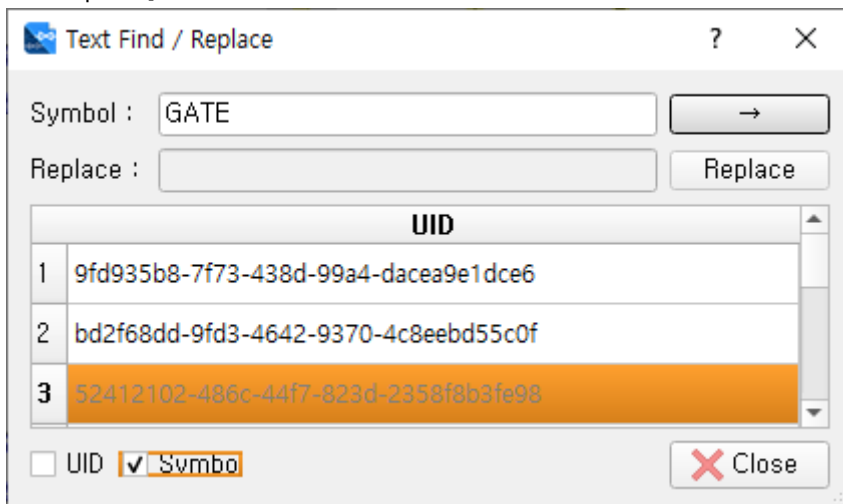 Text Find / Replace ? ×
Symbol : GATE →
Replace : Replace
UID
1 9fd935b8-7f73-438d-99a4-dacea9e1dce6
2 bd2f68dd-9fd3-4642-9370-4c8eebd55c0f
3 52412102-486c-44f7-823d-2358f8b3fe98
UID Symbol Close